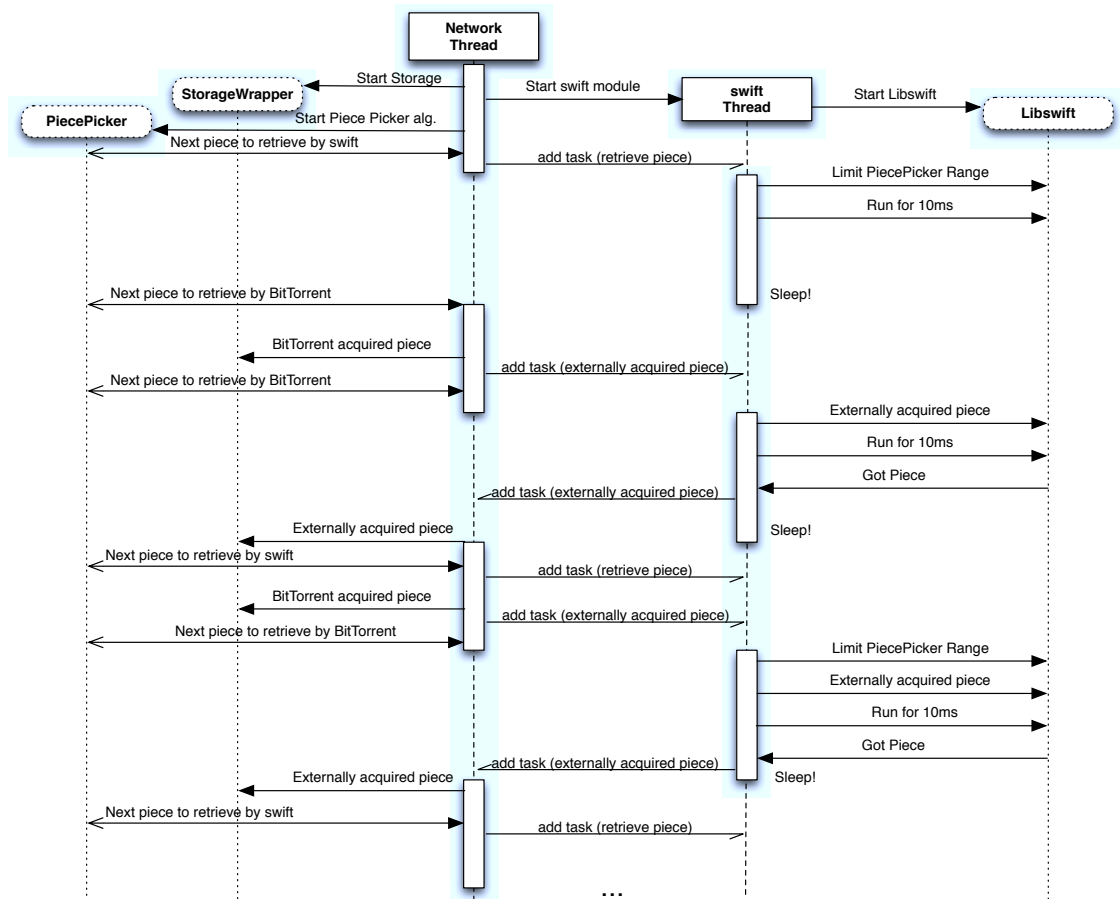 Network
Thread
Start Storage
StorageWrapper
Start swift module
swift
Thread
Start Libswift
Libswift
PiecePicker
Start Piece Picker alg.
Next piece to retrieve by swift
add task (retrieve piece)
Limit PiecePicker Range
Run for 10ms
Next piece to retrieve by BitTorrent
Sleep!
BitTorrent acquired piece
add task (externally acquired piece)
Next piece to retrieve by BitTorrent
Externally acquired piece
Run for 10ms
Got Piece
add task (externally acquired piece)
Externally acquired piece
Sleep!
Next piece to retrieve by swift
add task (retrieve piece)
BitTorrent acquired piece
add task (externally acquired piece)
Next piece to retrieve by BitTorrent
Limit PiecePicker Range
Externally acquired piece
Run for 10ms
Got Piece
add task (externally acquired piece)
Externally acquired piece
Sleep!
Next piece to retrieve by swift
add task (retrieve piece)
...